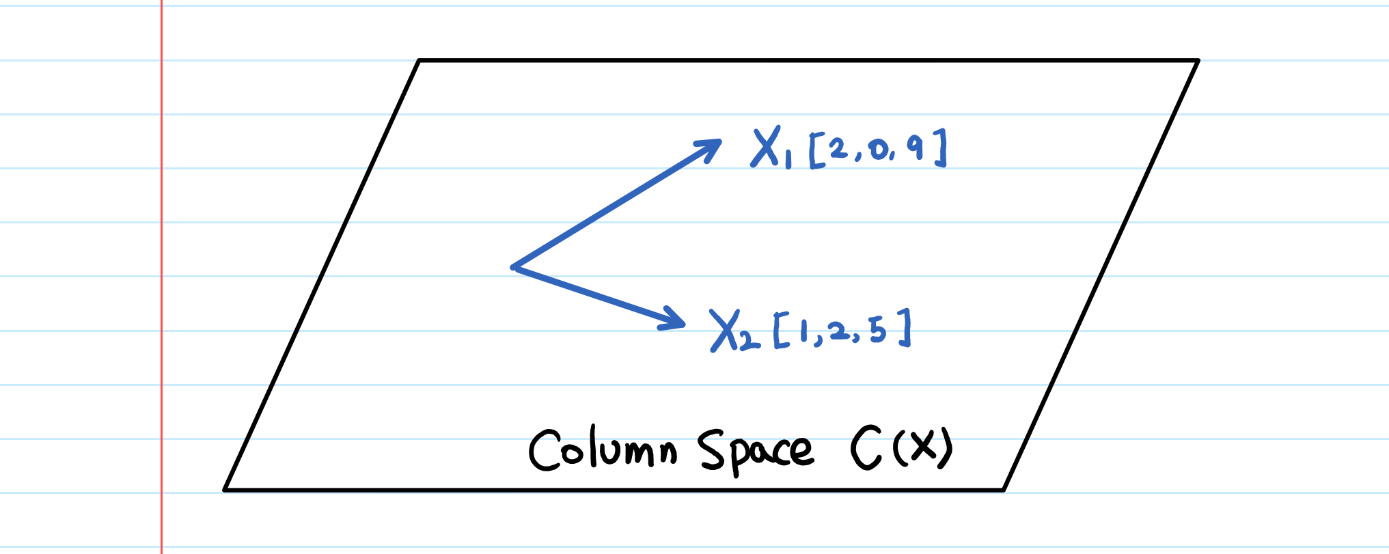 X₁ [2,0,9]
X₂ [1,2,5]
Column Space C(X)